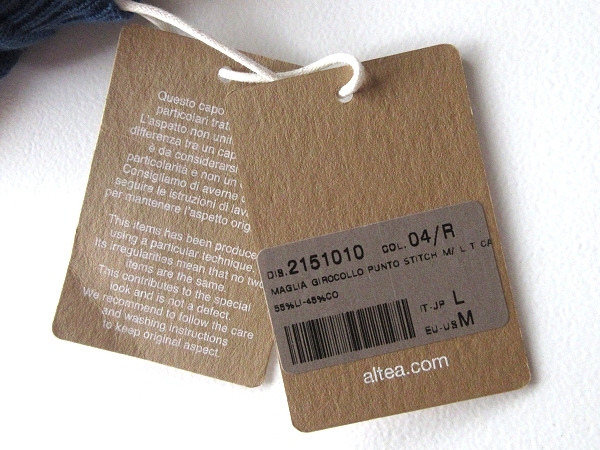 Questo capo
particolari trat
L'aspetto non unif
differenza tra un cap
è da considerarsi
particolarità e non un
Consigliamo di averne
seguire le istruzioni di lav
per mantenere l'aspetto orig
This items has been produce
using a particular technique.
Its irregularities mean that no two
items are the same
This contributes to the special
look and is not a defect.
We recommend to follow the care
and washing instructions
to keep original aspect.
DIS. 2151010 COL. 04/R
MAGLIA GIROCOLLO PUNTO STITCH M/ L T CA
55%LI-45%CO
IT-JP L
EU-US M
altea.com